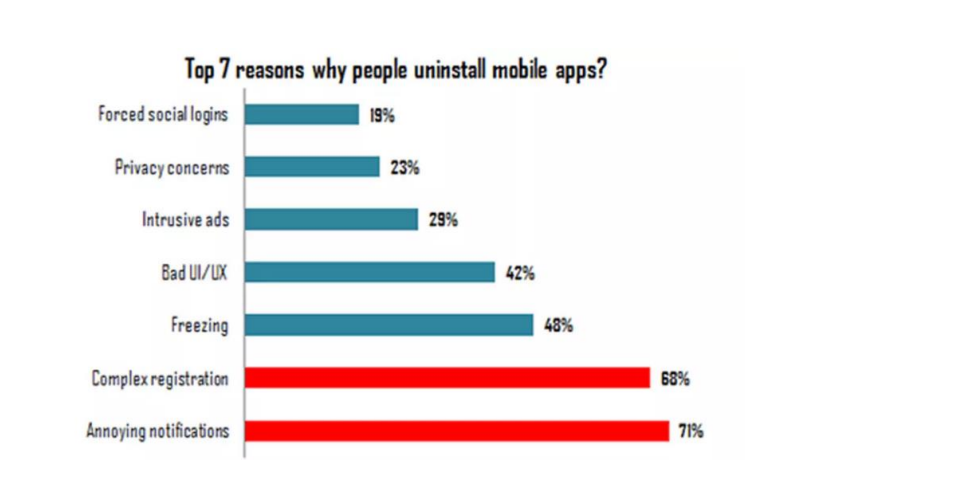 Top 7 reasons why people uninstall mobile apps?
Forced social logins 19%
Privacy concerns 23%
Intrusive ads 29%
Bad UI/UX 42%
Freezing 48%
Complex registration 68%
Annoying notifications 71%